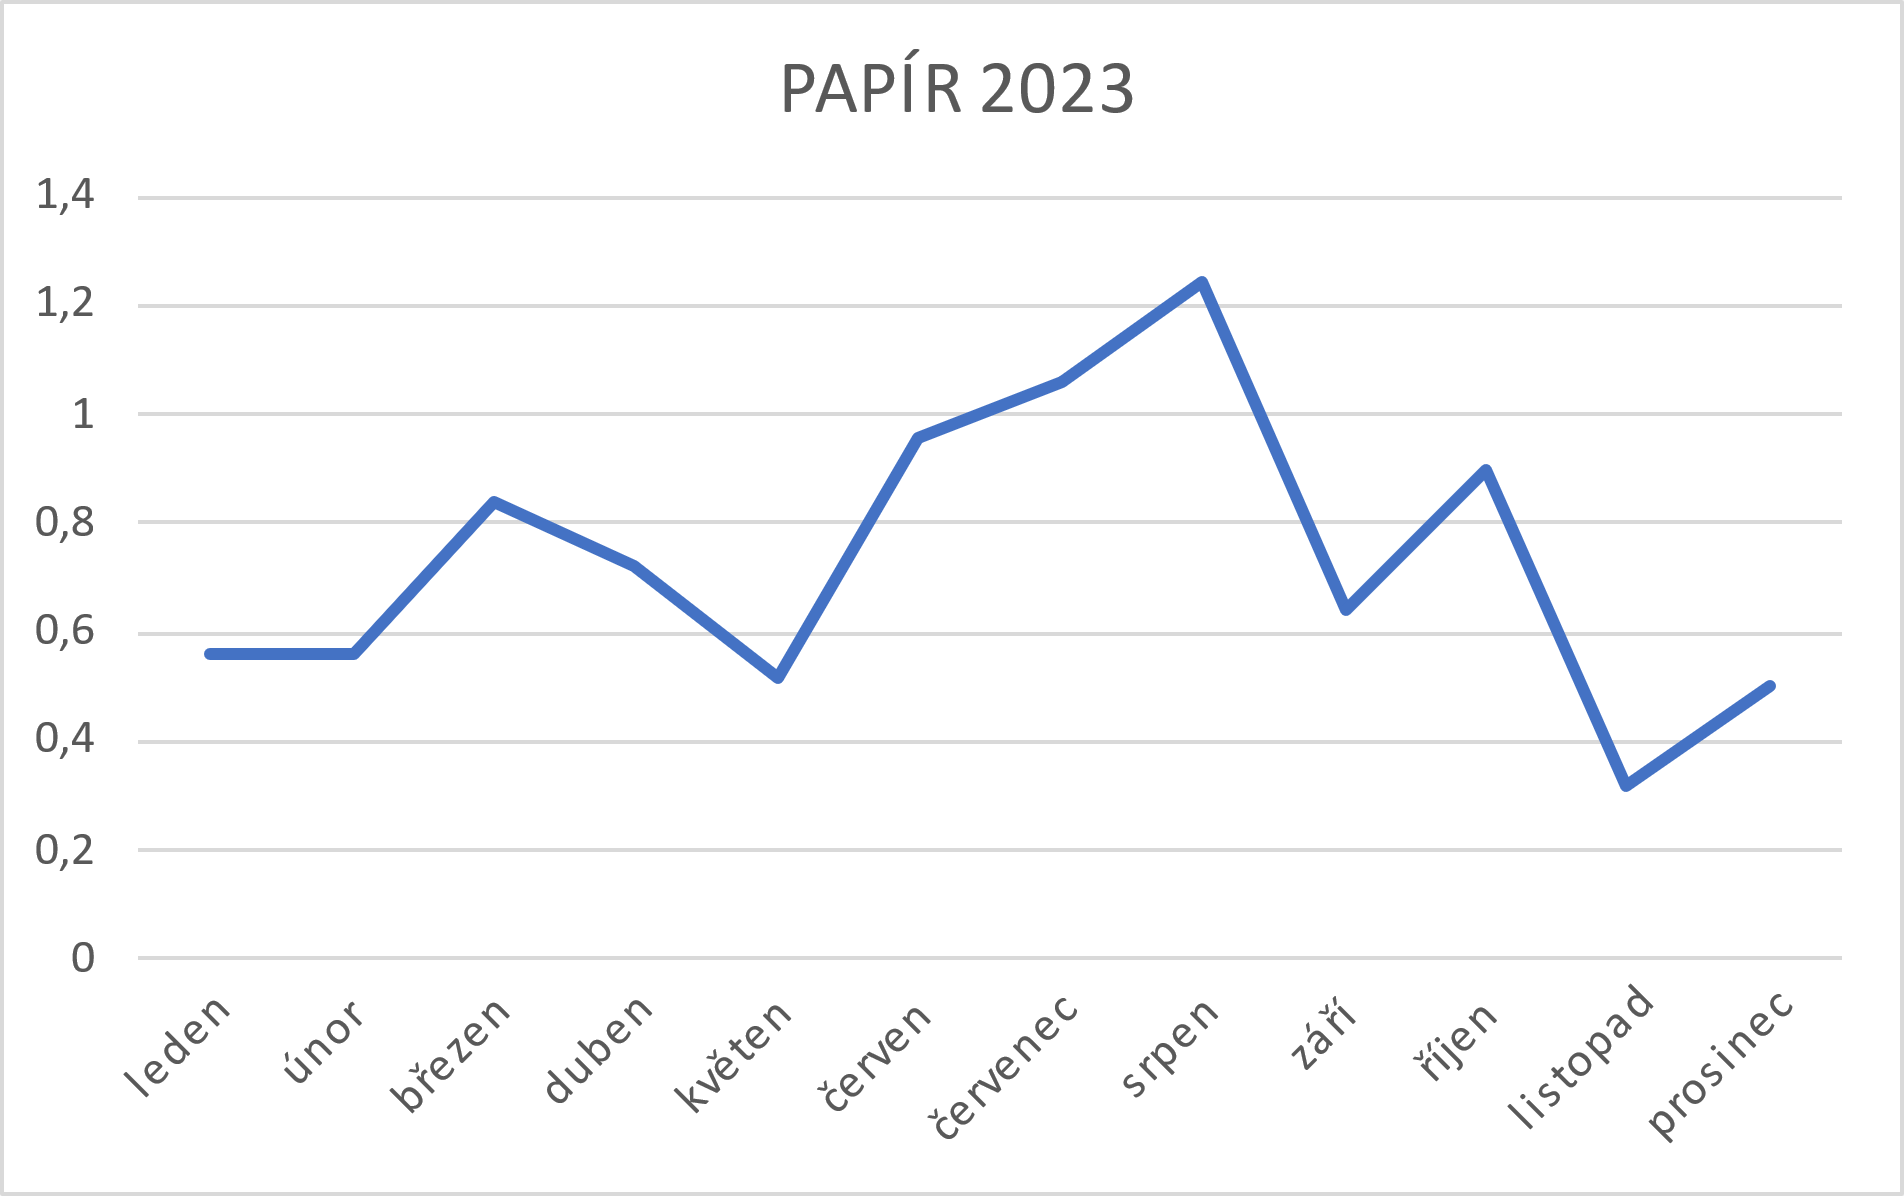 PAPÍR 2023
1,4
1,2
1
0,8
0,6
0,4
0,2
0
leden
únor
březen
duben
květen
červen
červenec
srpen
září
říjen
listopad
prosinec